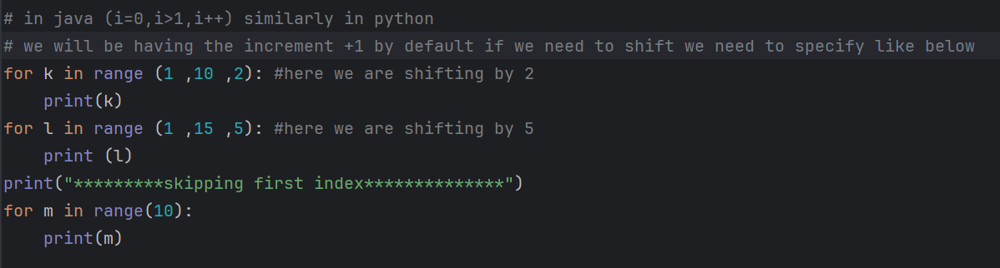 # in java (i=0,i>1,i++) similarly in python
# we will be having the increment +1 by default if we need to shift we need to specify like below
for k in range (1 ,10 ,2): #here we are shifting by 2
    print(k)
for l in range (1 ,15 ,5): #here we are shifting by 5
    print (l)
print("*********skipping first index**************")
for m in range(10):
    print(m)